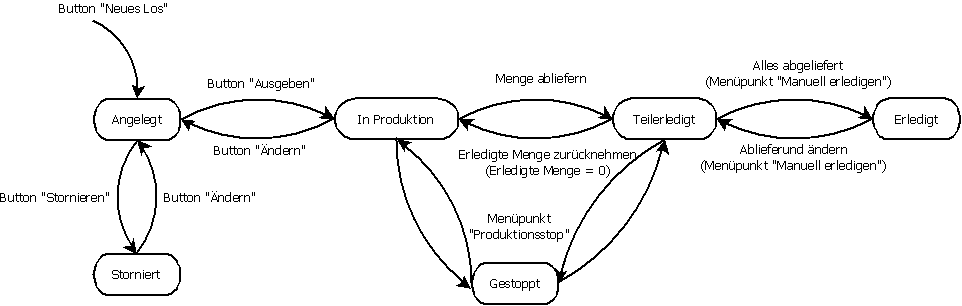 Button "Neues Los"
Button "Ausgeben"
Menge abliefern
Alles abgeliefert
(Menüpunkt "Manuell erledigen")
Angelegt
In Produktion
Teilerledigt
Erledigt
Button "Ändern"
Erledigte Menge zurücknehmen
(Erledigte Menge = 0)
Ablieferund ändern
(Menüpunkt "Manuell erledigen")
Button "Stornieren"
Button "Ändern"
Menüpunkt
"Produktionsstop"
Storniert
Gestoppt